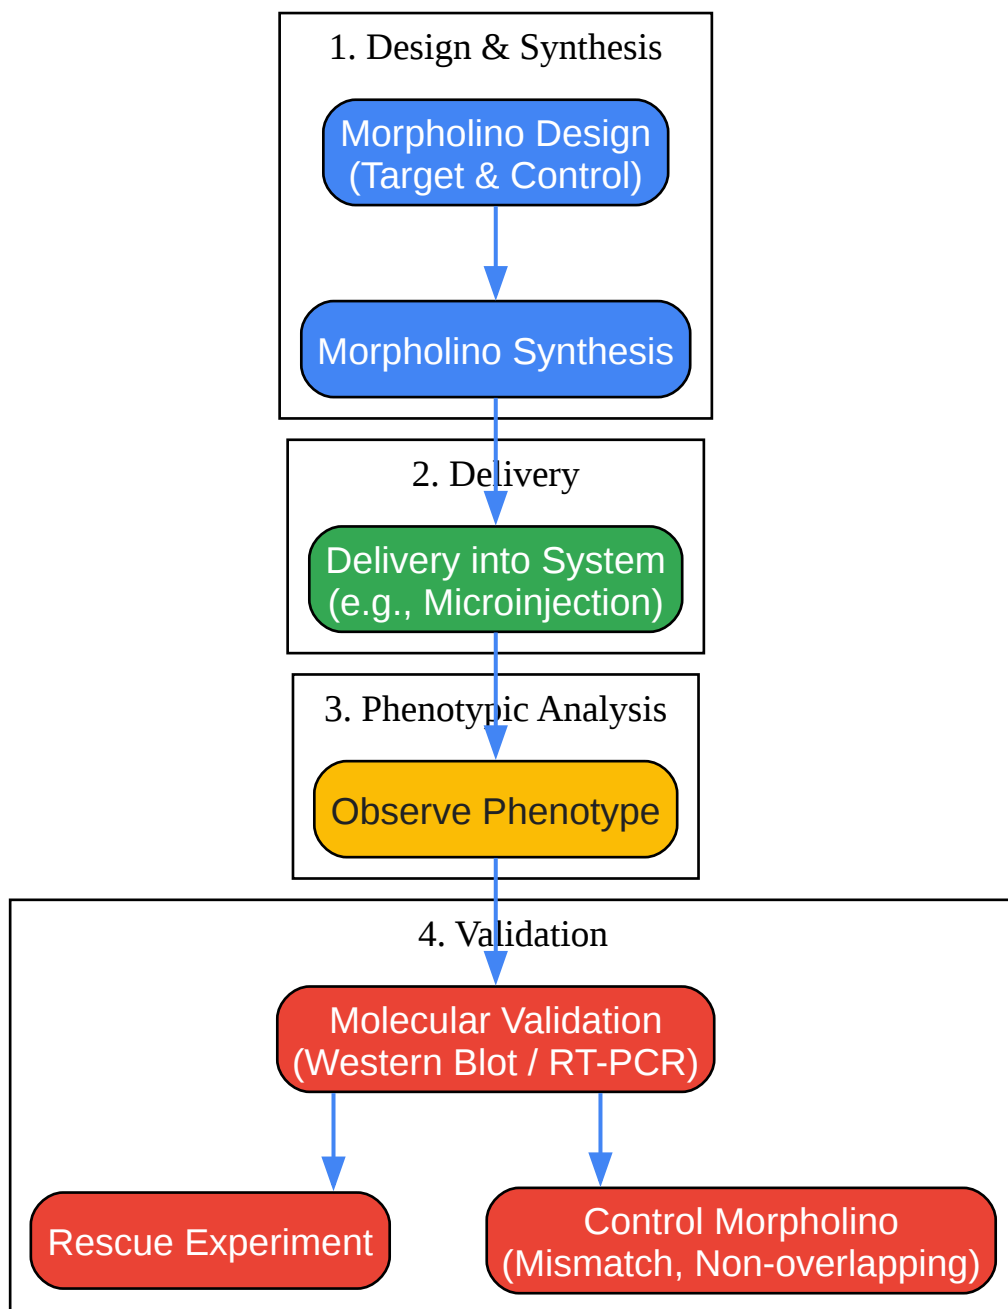 1. Design & Synthesis
Morpholino Design
(Target & Control)
Morpholino Synthesis
2. Delivery
Delivery into System
(e.g., Microinjection)
3. Phenotypic Analysis
Observe Phenotype
4. Validation
Molecular Validation
(Western Blot / RT-PCR)
Rescue Experiment
Control Morpholino
(Mismatch, Non-overlapping)